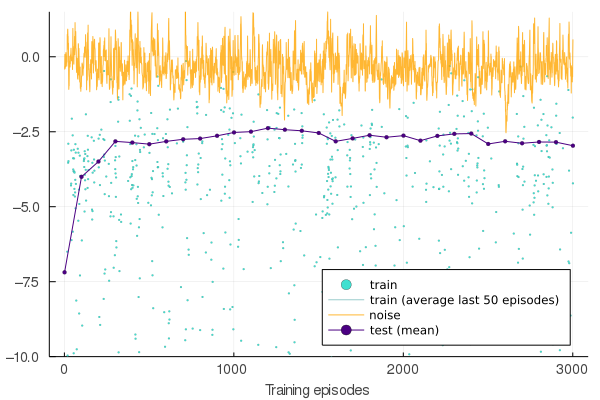 0.0
−2.5
−5.0
−7.5
−10.0
train
train (average last 50 episodes)
noise
test (mean)
0 1000 2000 3000
Training episodes